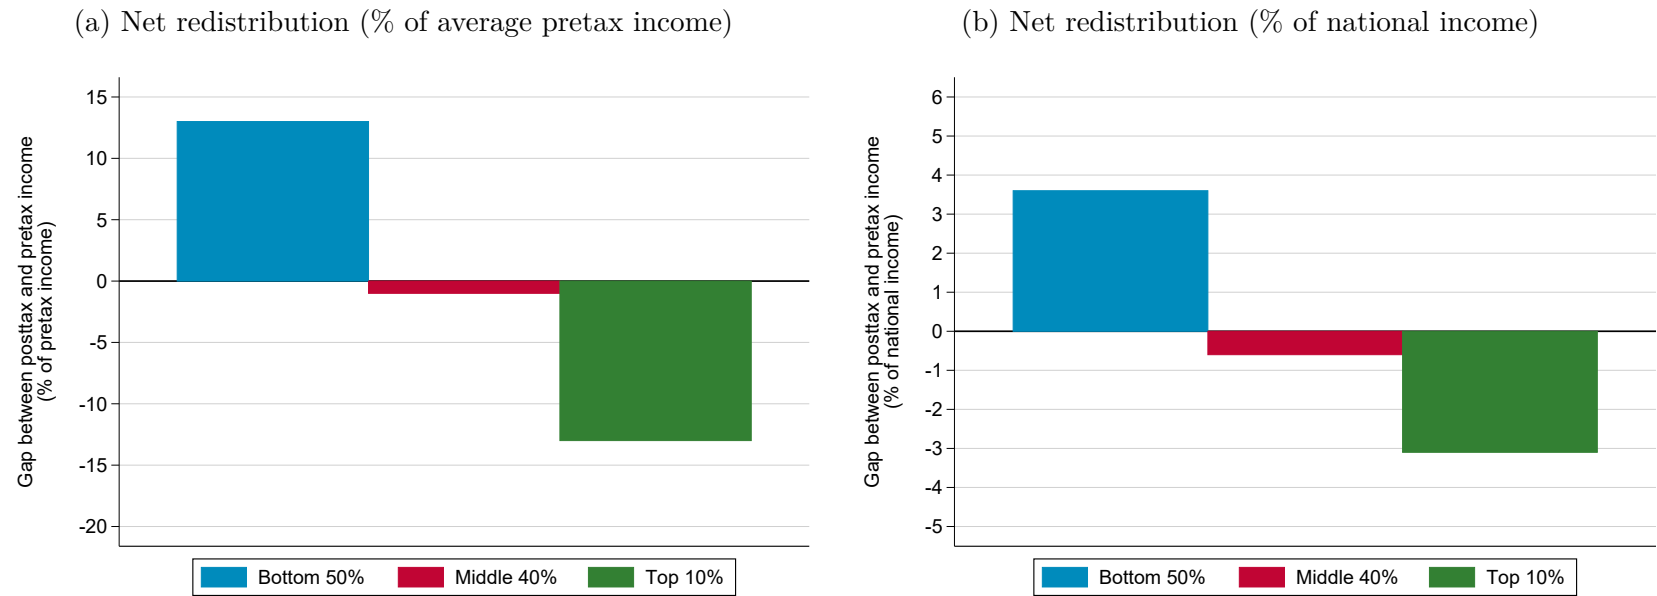 (a) Net redistribution (% of average pretax income)
Gap between posttax and pretax income
(% of pretax income)
15
10
5
0
-5
-10
-15
-20
Bottom 50%
Middle 40%
Top 10%
(b) Net redistribution (% of national income)
Gap between posttax and pretax income
(% of national income)
6
5
4
3
2
1
0
-1
-2
-3
-4
-5
Bottom 50%
Middle 40%
Top 10%